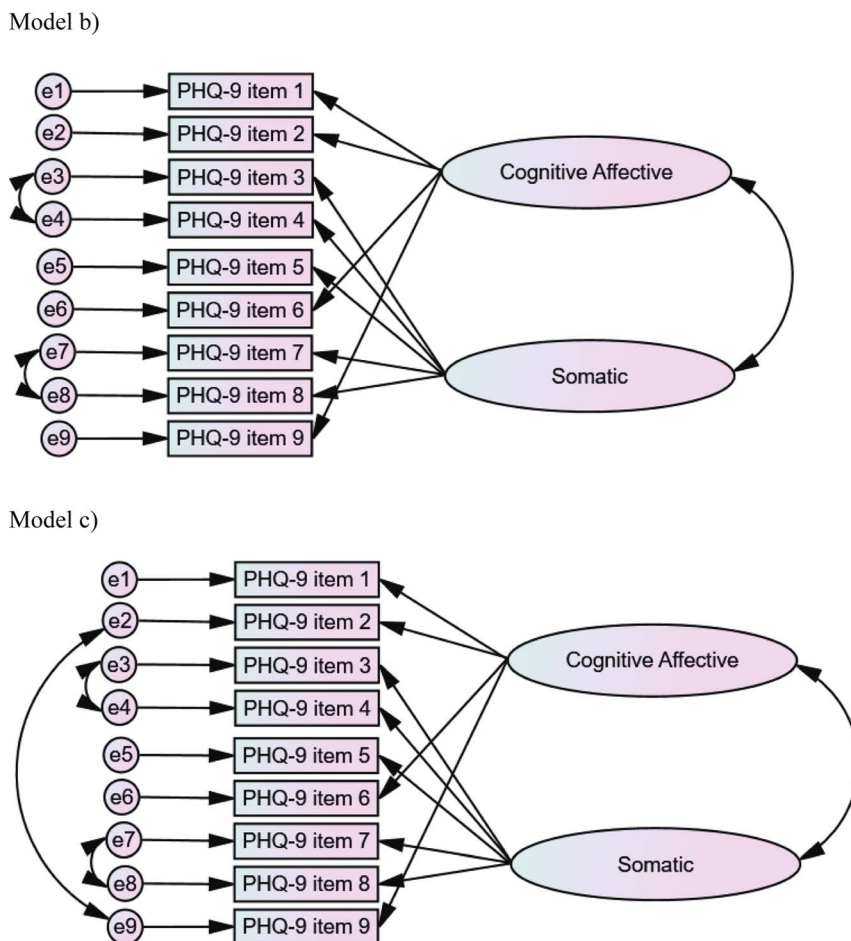 Model b)
e1 PHQ-9 item 1
e2 PHQ-9 item 2
e3 PHQ-9 item 3
Cognitive Affective
e4 PHQ-9 item 4
e5 PHQ-9 item 5
e6 PHQ-9 item 6
e7 PHQ-9 item 7
Somatic
e8 PHQ-9 item 8
e9 PHQ-9 item 9
Model c)
e1 PHQ-9 item 1
e2 PHQ-9 item 2
e3 PHQ-9 item 3
Cognitive Affective
e4 PHQ-9 item 4
e5 PHQ-9 item 5
e6 PHQ-9 item 6
e7 PHQ-9 item 7
Somatic
e8 PHQ-9 item 8
e9 PHQ-9 item 9